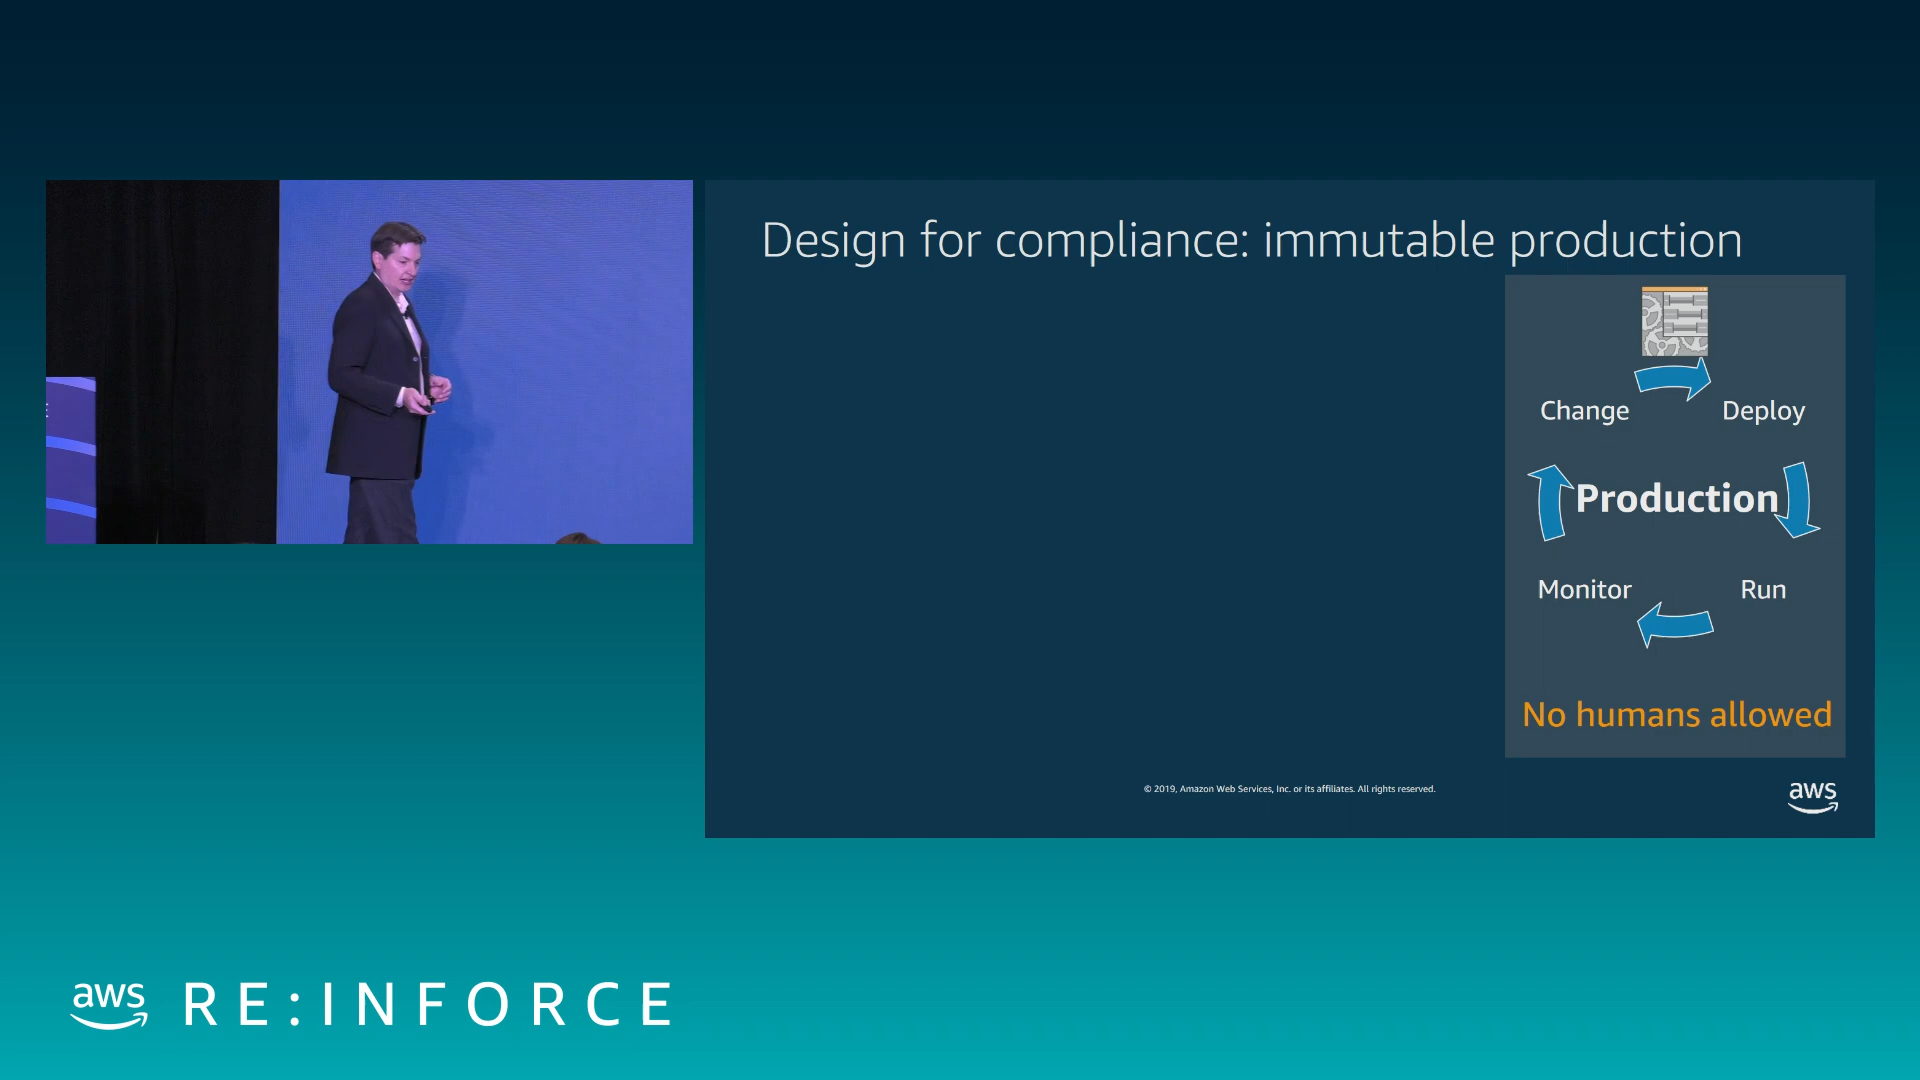 Design for compliance: immutable production
Change
Deploy
Production
Monitor
Run
No humans allowed
© 2019, Amazon Web Services, Inc. or its affiliates. All rights reserved.
aws
E
aws RE:INFORCE